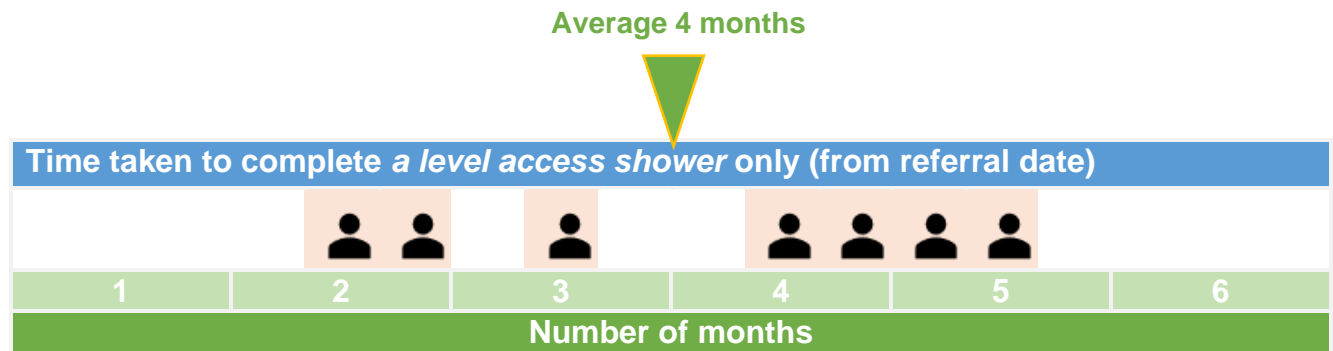 Average 4 months
Time taken to complete a level access shower only (from referral date)
1 2 3 4 5 6
Number of months